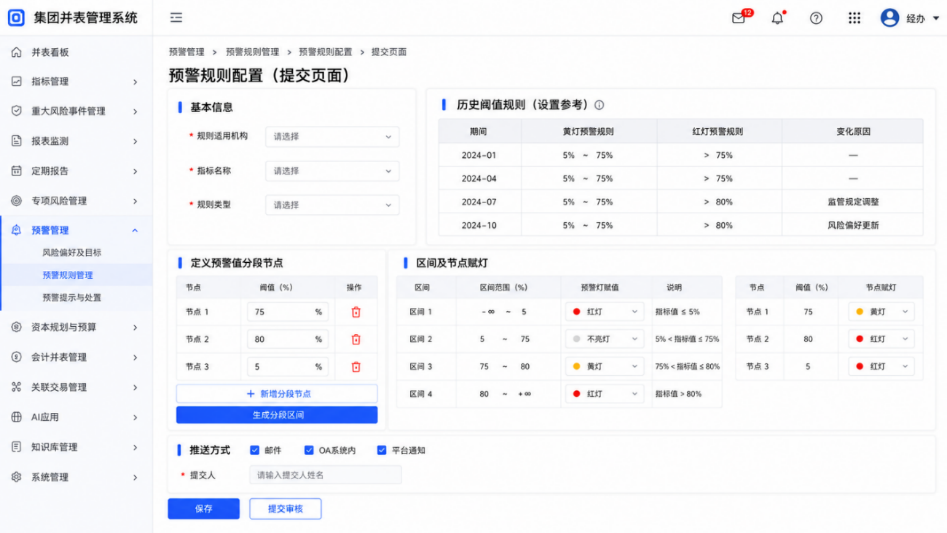 集团并表管理系统
12
经办
并表看板
指标管理
重大风险事件管理
报表监测
定期报告
专项风险管理
预警管理
风险偏好及目标
预警规则管理
预警提示与处置
资本规划与预算
会计并表管理
关联交易管理
AI应用
知识库管理
系统管理
预警管理 > 预警规则管理 > 预警规则配置 > 提交页面
预警规则配置（提交页面）
基本信息
* 规则适用机构 请选择
* 指标名称 请选择
* 规则类型 请选择
历史阈值规则（设置参考）
期间 黄灯预警规则 红灯预警规则 变化原因
2024-01 5% ~ 75% > 75% —
2024-04 5% ~ 75% > 75% —
2024-07 5% ~ 75% > 80% 监管规定调整
2024-10 5% ~ 75% > 80% 风险偏好更新
定义预警值分段节点
节点 阈值（%） 操作
节点 1 75 %
节点 2 80 %
节点 3 5 %
+ 新增分段节点
生成分段区间
区间及节点赋灯
区间 区间范围（%） 预警灯赋值 说明
区间 1 -∞ ~ 5 红灯 指标值 ≤ 5%
区间 2 5 ~ 75 不亮灯 5% < 指标值 ≤ 75%
区间 3 75 ~ 80 黄灯 75% < 指标值 ≤ 80%
区间 4 80 ~ +∞ 红灯 指标值 > 80%
节点 阈值（%） 节点赋灯
节点 1 75 黄灯
节点 2 80 红灯
节点 3 5 红灯
推送方式 邮件 OA系统内 平台通知
* 提交人 请输入提交人姓名
保存 提交审核